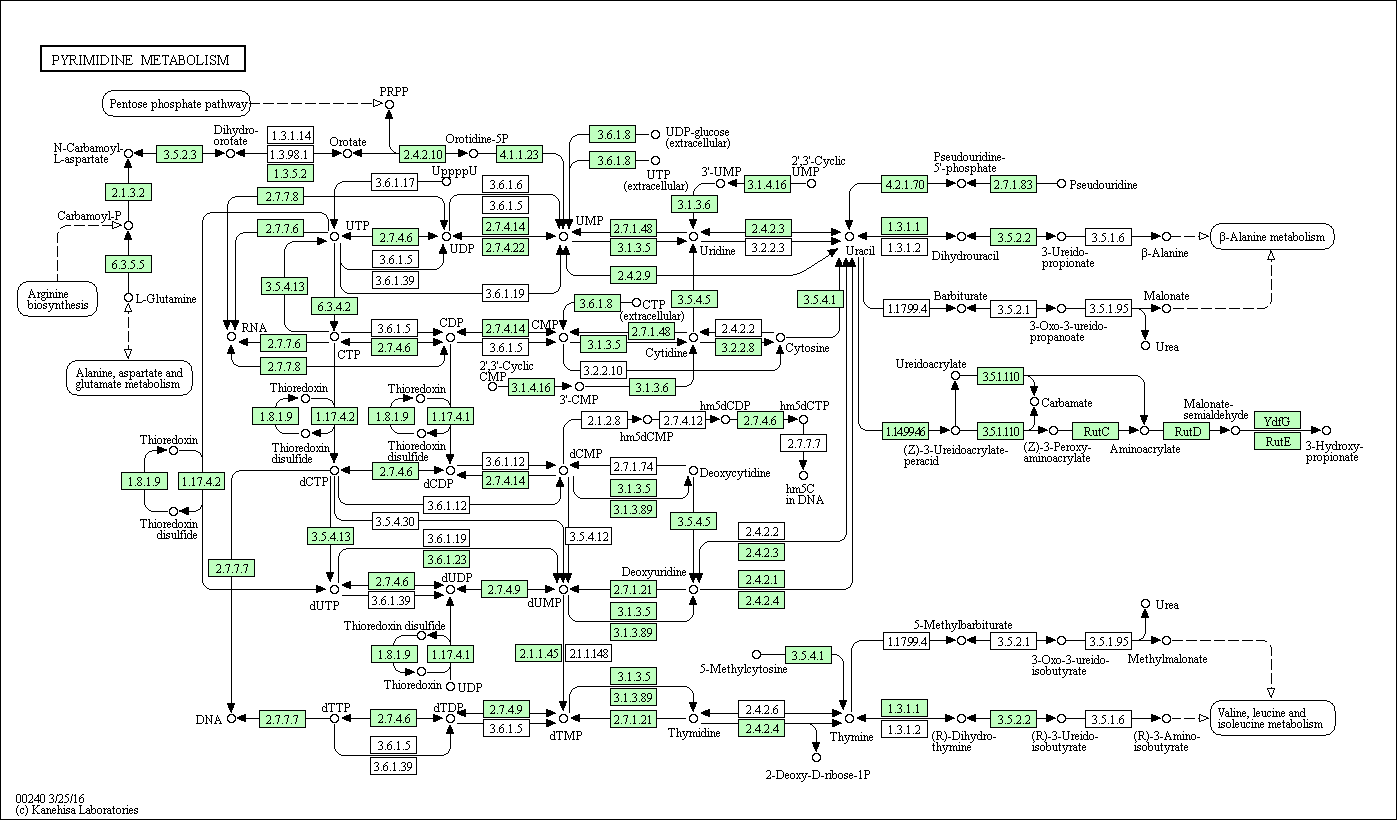 PYRIMIDINE METABOLISM
Pentose phosphate pathway
PRPP
N-Carbamoyl-
L-aspartate
3.5.2.3
Dihydro-
orotate
1.3.1.14
1.3.98.1
1.3.5.2
Orotate
2.4.2.10
Orotidine-5P
4.1.1.23
3.6.1.8
UDP-glucose
(extracellular)
3.6.1.8
UTP
(extracellular)
3'-UMP
3.1.4.16
2',3'-Cyclic
UMP
3.1.3.6
4.2.1.70
Pseudouridine-
5'-phosphate
2.7.1.83
Pseudouridine
2.1.3.2
Carbamoyl-P
6.3.5.5
L-Glutamine
Arginine
biosynthesis
Alanine, aspartate and
glutamate metabolism
3.6.1.17
UppppU
2.7.7.8
3.6.1.6
3.6.1.5
2.7.7.6
UTP
2.7.4.6
UDP
2.7.4.14
2.7.4.22
UMP
2.7.1.48
3.1.3.5
Uridine
2.4.2.3
3.2.2.3
Uracil
1.3.1.1
1.3.1.2
Dihydrouracil
3.5.2.2
3-Ureido-
propionate
3.5.1.6
β-Alanine
β-Alanine metabolism
3.6.1.5
3.6.1.39
2.4.2.9
3.5.4.13
6.3.4.2
3.6.1.19
3.6.1.8
CTP
(extracellular)
3.5.4.5
3.5.4.1
1.1.99.4
Barbiturate
3.5.2.1
3-Oxo-3-ureido-
propanoate
3.5.1.95
Malonate
Urea
RNA
2.7.7.6
CTP
3.6.1.5
2.7.4.6
CDP
2.7.4.14
3.6.1.5
CMP
2.7.1.48
3.1.3.5
Cytidine
2.4.2.2
3.2.2.8
Cytosine
2.7.7.8
3.2.2.10
2',3'-Cyclic
CMP
3.1.4.16
3'-CMP
3.1.3.6
Ureidoacrylate
3.5.1.110
Carbamate
1.14.99.46
(Z)-3-Ureidoacrylate-
peracid
3.5.1.110
(Z)-3-Peroxy-
aminoacrylate
RutC
Aminoacrylate
RutD
Malonate-
semialdehyde
YdfG
RutE
3-Hydroxy-
propionate
Thioredoxin
1.8.1.9
1.17.4.2
Thioredoxin
disulfide
Thioredoxin
1.8.1.9
1.17.4.1
Thioredoxin
disulfide
2.1.2.8
hm5dCMP
2.7.4.12
hm5dCDP
2.7.4.6
hm5dCTP
2.7.7.7
hm5C
in DNA
Thioredoxin
1.8.1.9
1.17.4.2
Thioredoxin
disulfide
dCTP
2.7.4.6
dCDP
3.6.1.12
2.7.4.14
dCMP
2.7.1.74
3.1.3.5
3.1.3.89
Deoxycytidine
3.6.1.12
3.5.4.30
3.5.4.12
3.5.4.5
3.5.4.13
3.6.1.19
3.6.1.23
2.4.2.2
2.4.2.3
2.7.7.7
dUTP
2.7.4.6
3.6.1.39
dUDP
2.7.4.9
dUMP
Deoxyuridine
2.7.1.21
3.1.3.5
3.1.3.89
2.4.2.1
2.4.2.4
Thioredoxin disulfide
1.8.1.9
1.17.4.1
Thioredoxin
UDP
2.1.1.45
2.1.1.148
5-Methylcytosine
3.5.4.1
1.1.99.4
5-Methylbarbiturate
3.5.2.1
3-Oxo-3-ureido-
isobutyrate
3.5.1.95
Methylmalonate
Urea
DNA
2.7.7.7
dTTP
2.7.4.6
dTDP
2.7.4.9
3.6.1.5
dTMP
3.1.3.5
3.1.3.89
2.7.1.21
Thymidine
2.4.2.6
2.4.2.4
2-Deoxy-D-ribose-1P
Thymine
1.3.1.1
1.3.1.2
(R)-Dihydro-
thymine
3.5.2.2
(R)-3-Ureido-
isobutyrate
3.5.1.6
(R)-3-Amino-
isobutyrate
Valine, leucine and
isoleucine metabolism
3.6.1.5
3.6.1.39
00240 3/25/16
(c) Kanehisa Laboratories